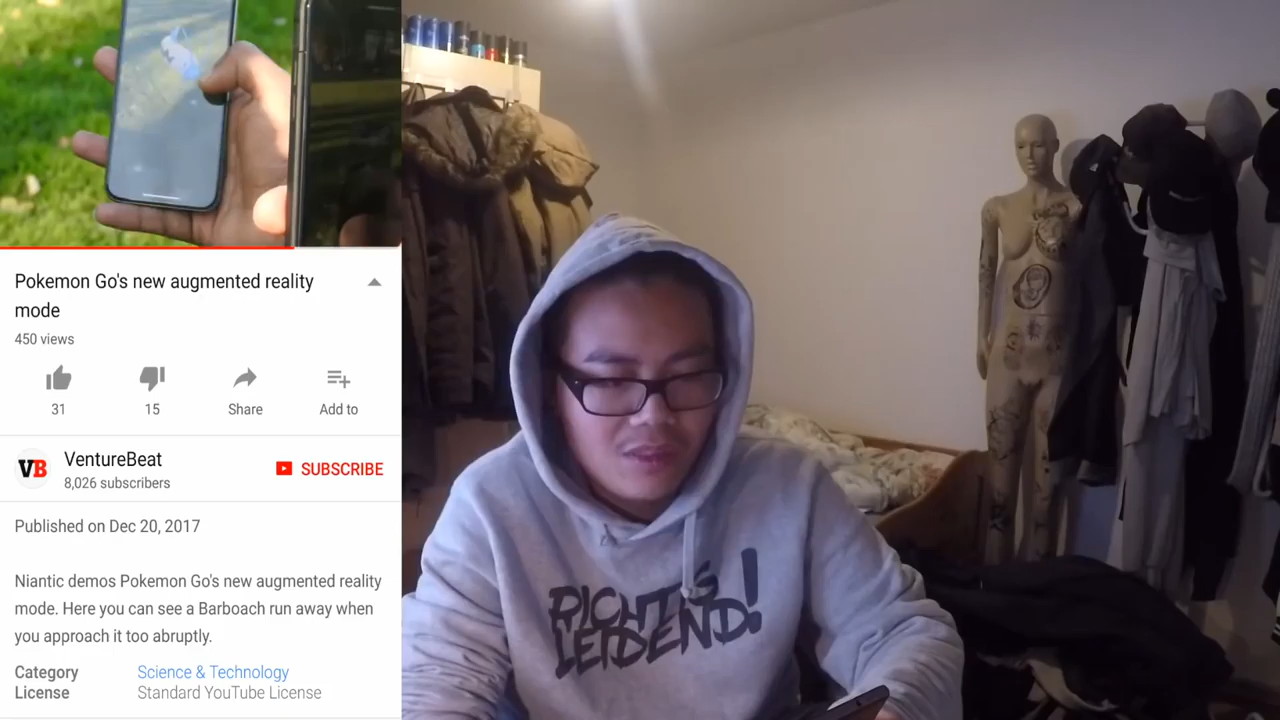 Pokemon Go's new augmented reality
mode
450 views
31
15
Share
Add to
VB
VentureBeat
8,026 subscribers
SUBSCRIBE
Published on Dec 20, 2017
Niantic demos Pokemon Go's new augmented reality
mode. Here you can see a Barboach run away when
you approach it too abruptly.
Category
Science & Technology
License
Standard YouTube License
RICHTIG
LEIDEND!